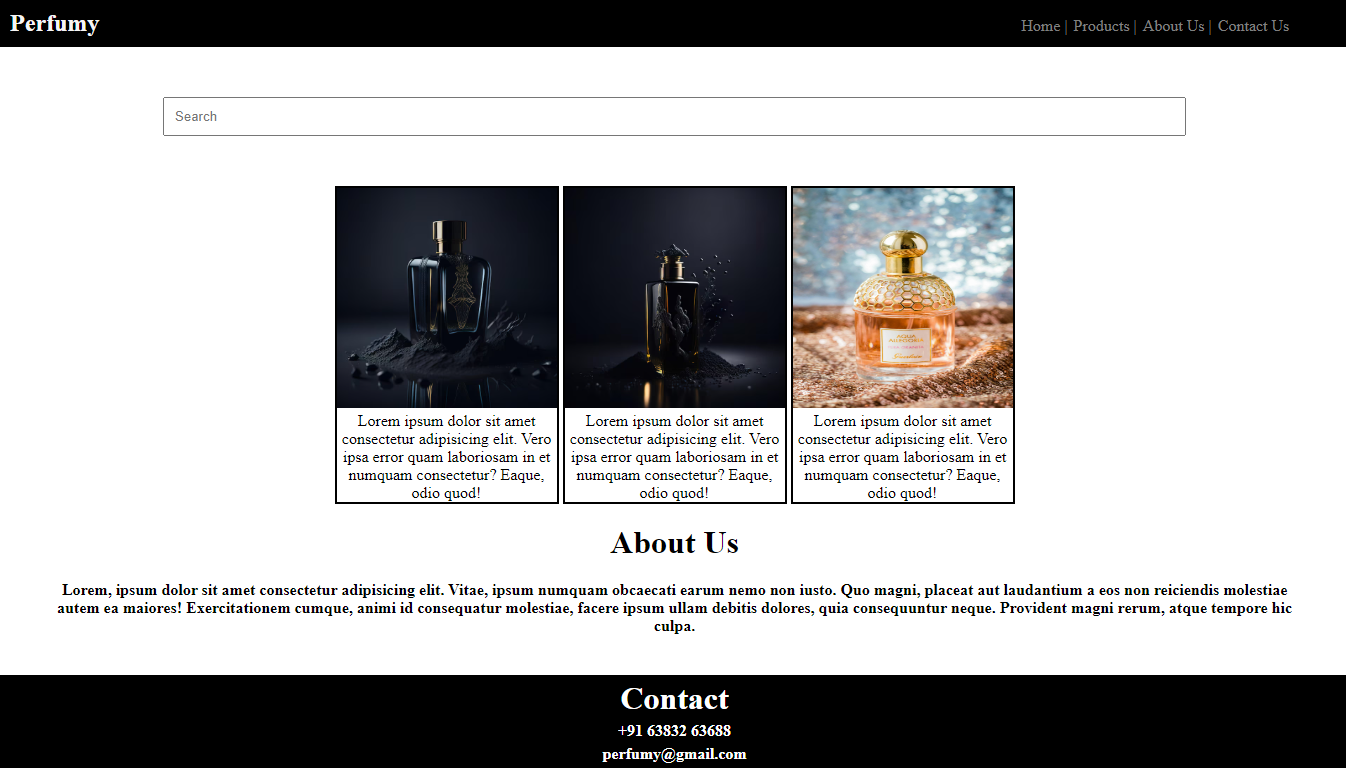 Perfumy
Home | Products | About Us | Contact Us
Search
AQUA
ALLEGORIA
Guerlain
Lorem ipsum dolor sit amet
consectetur adipisicing elit. Vero
ipsa error quam laboriosam in et
numquam consectetur? Eaque,
odio quod!
Lorem ipsum dolor sit amet
consectetur adipisicing elit. Vero
ipsa error quam laboriosam in et
numquam consectetur? Eaque,
odio quod!
Lorem ipsum dolor sit amet
consectetur adipisicing elit. Vero
ipsa error quam laboriosam in et
numquam consectetur? Eaque,
odio quod!
About Us
Lorem, ipsum dolor sit amet consectetur adipisicing elit. Vitae, ipsum numquam obcaecati earum nemo non iusto. Quo magni, placeat aut laudantium a eos non reiciendis molestiae
autem ea maiores! Exercitationem cumque, animi id consequatur molestiae, facere ipsum ullam debitis dolores, quia consequuntur neque. Provident magni rerum, atque tempore hic
culpa.
Contact
+91 63832 63688
perfumy@gmail.com